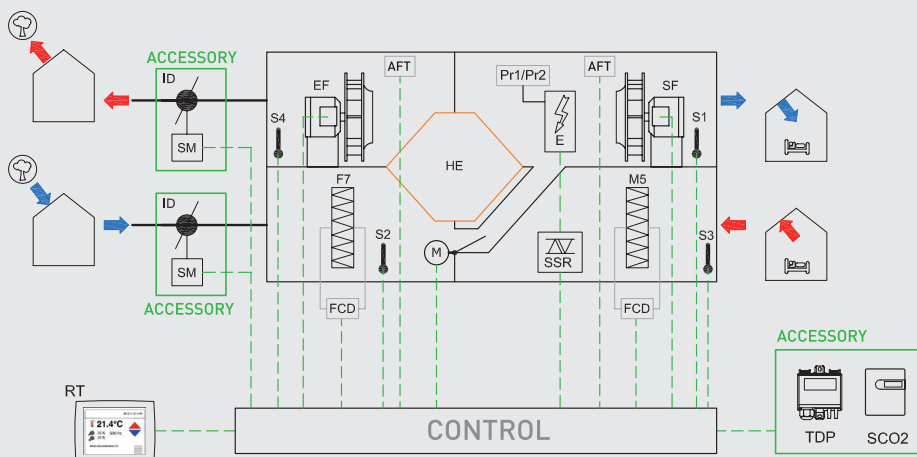 ACCESSORY
ID
SM
ID
SM
ACCESSORY
EF
AFT
Pr1/Pr2
AFT
SF
S4
E
S1
HE
F7
S2
M
SSR
M5
S3
FCD
FCD
RT
21.4°C
CONTROL
ACCESSORY
TDP
SCO2